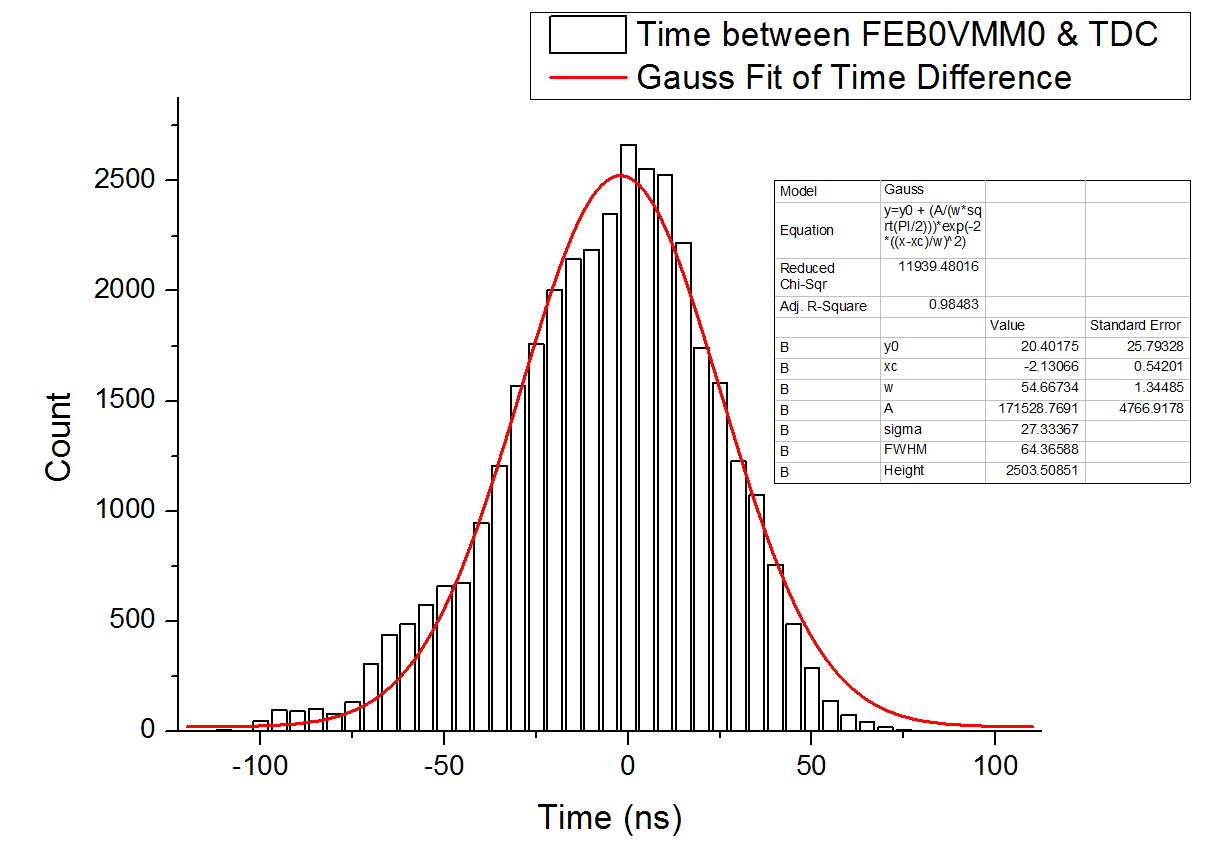 Time between FEB0VMM0 & TDC
Gauss Fit of Time Difference
2500
2000
1500
1000
500
0
Count
-100 -50 0 50 100
Time (ns)
Model Gauss
Equation y=y0 + (A/(w*sq
rt(PI/2)))*exp(-2
*((x-xc)/w)^2)
Reduced
Chi-Sqr 11939.48016
Adj. R-Square 0.98483
Value Standard Error
B y0 20.40175 25.79328
B xc -2.13066 0.54201
B w 54.66734 1.34485
B A 171528.7691 4766.9178
B sigma 27.33367
B FWHM 64.36588
B Height 2503.50851